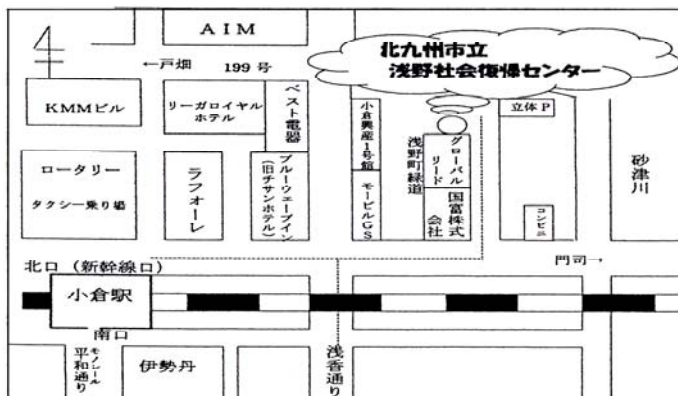 AIM
北九州市立
浅野社会復帰センター
←戸畑 199 号
KMMビル
リーガロイヤル
ホテル
ベスト電器
小倉興産1号館
浅野町緑道
グローバル
リード
立体P
砂津川
ロータリー
タクシー乗り場
ラフォーレ
ブルーウェーブイン
(旧チサンホテル)
モービルGS
国富株式
会社
コンビニ
北口(新幹線口)
門司→
小倉駅
南口
モノレール
平和通り
伊勢丹
浅香通り